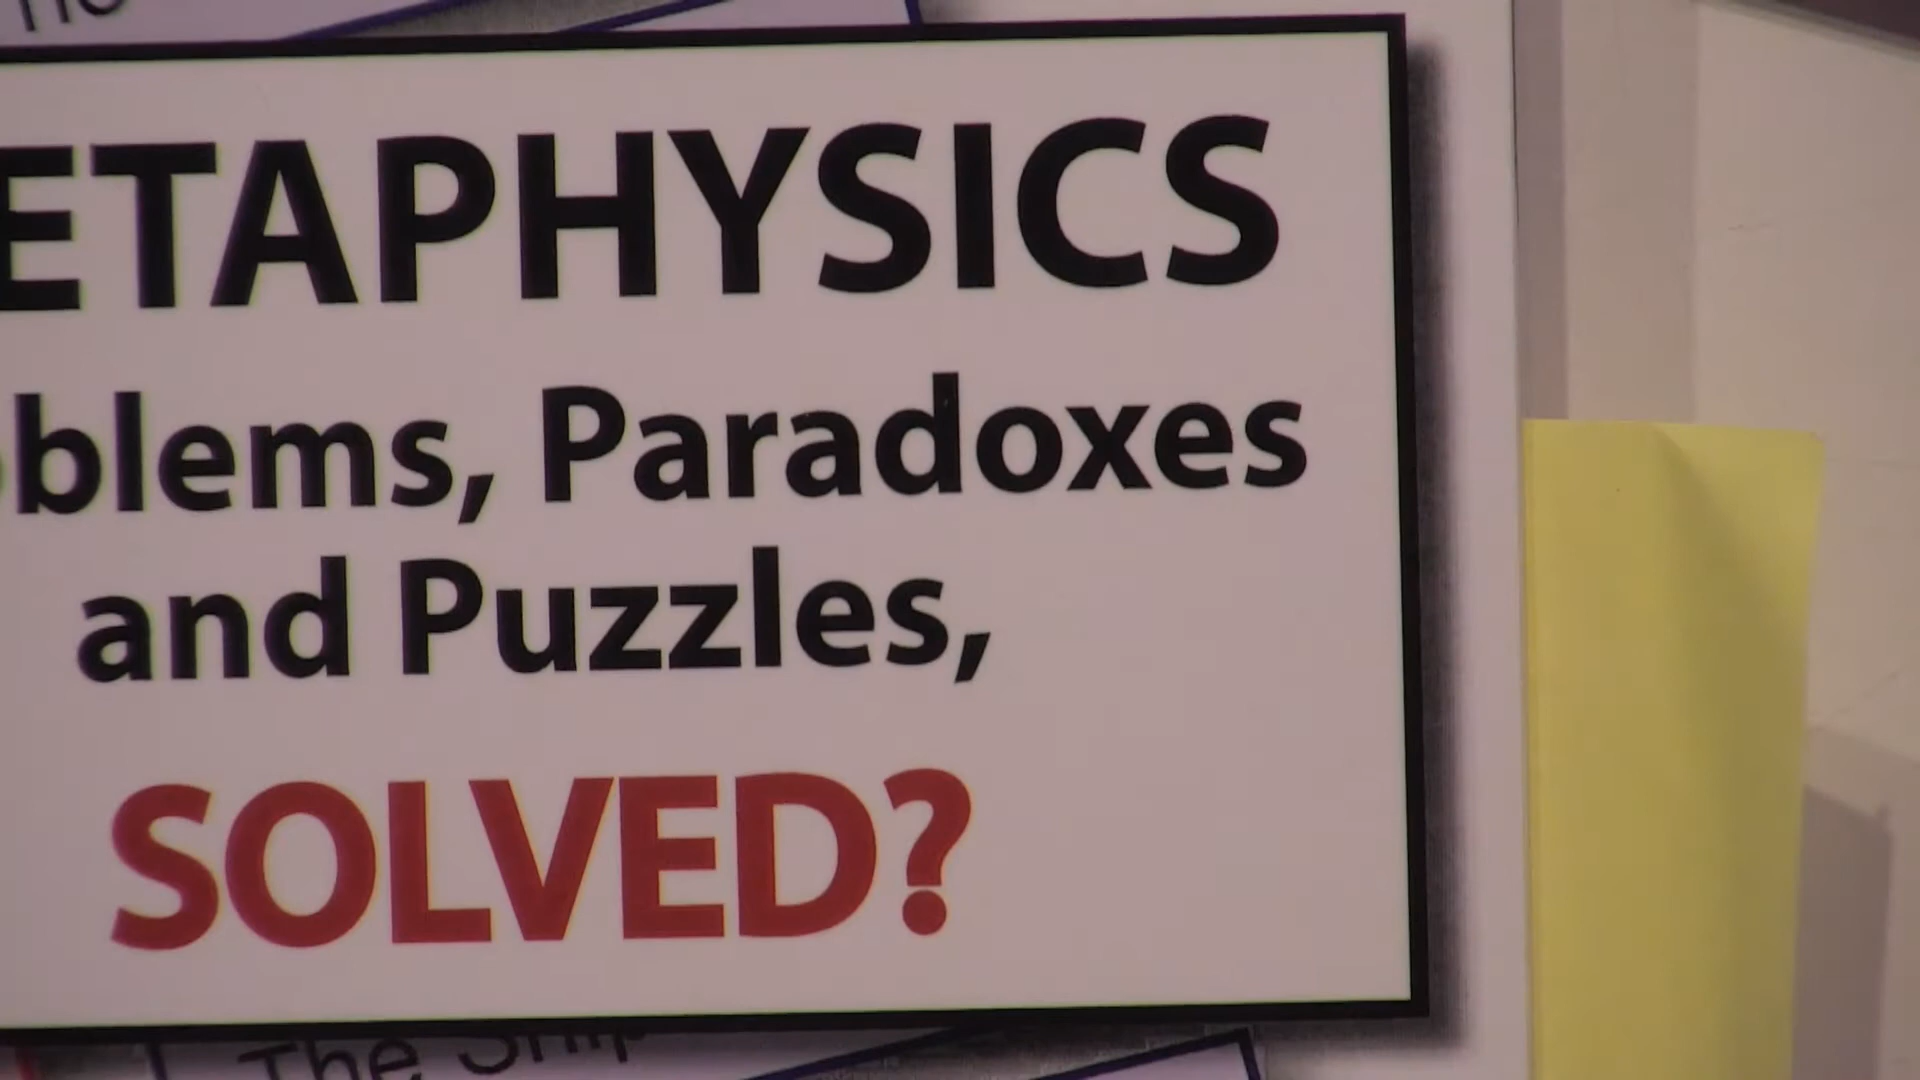 ETAPHYSICS
blems, Paradoxes
and Puzzles,
SOLVED?
The Ship